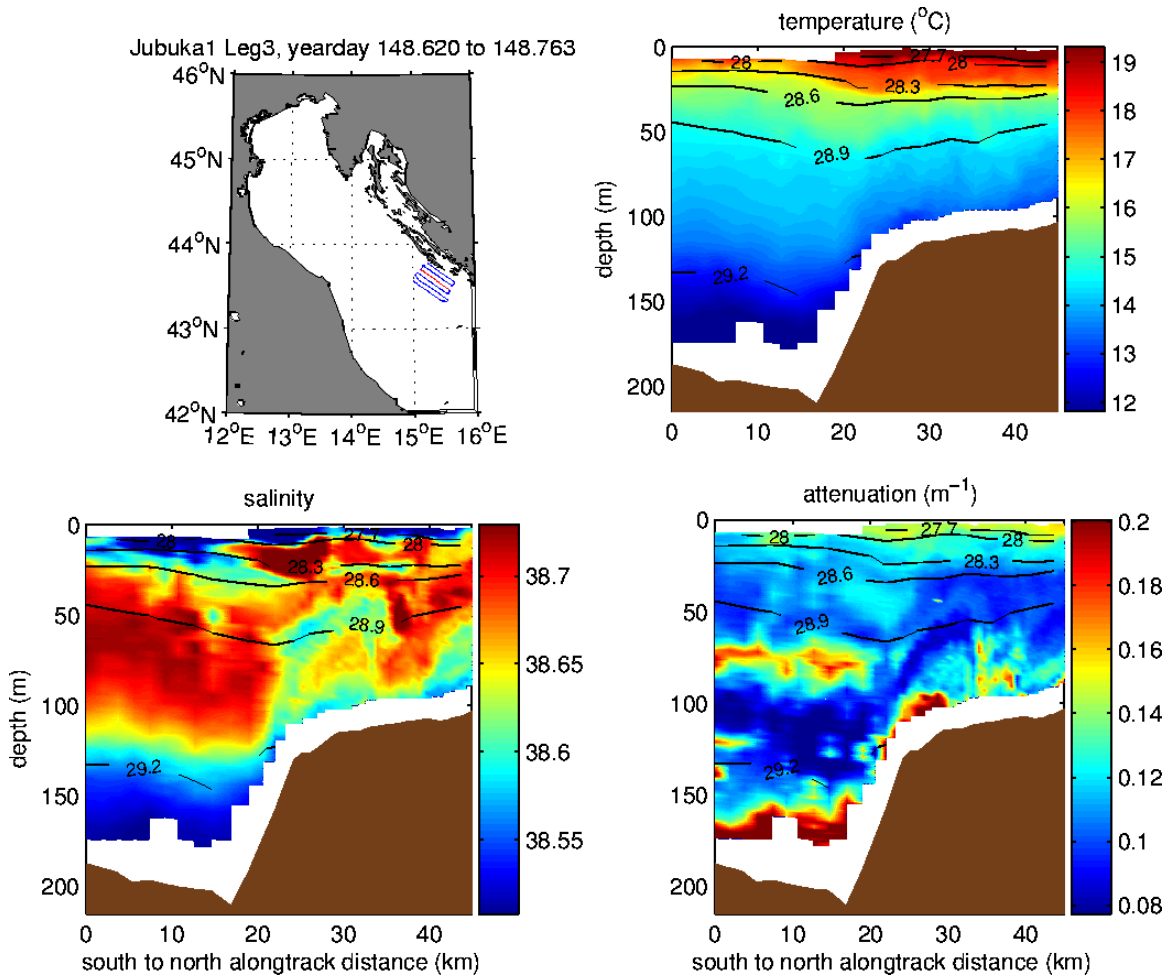 Jubuka1 Leg3, yearday 148.620 to 148.763
46°N
45°N
44°N
43°N
42°N
12°E 13°E 14°E 15°E 16°E
temperature (°C)
0
50
100
150
200
depth (m)
0 10 20 30 40
28 27.7 28
28.3
28.6
28.9
29.2
19
18
17
16
15
14
13
12
salinity
0
50
100
150
200
depth (m)
0 10 20 30 40
south to north alongtrack distance (km)
28 27.7 28
28.3
28.6
28.9
29.2
38.7
38.65
38.6
38.55
attenuation (m⁻¹)
0
50
100
150
200
0 10 20 30 40
south to north alongtrack distance (km)
28 27.7 28
28.3
28.6
28.9
29.2
0.2
0.18
0.16
0.14
0.12
0.1
0.08